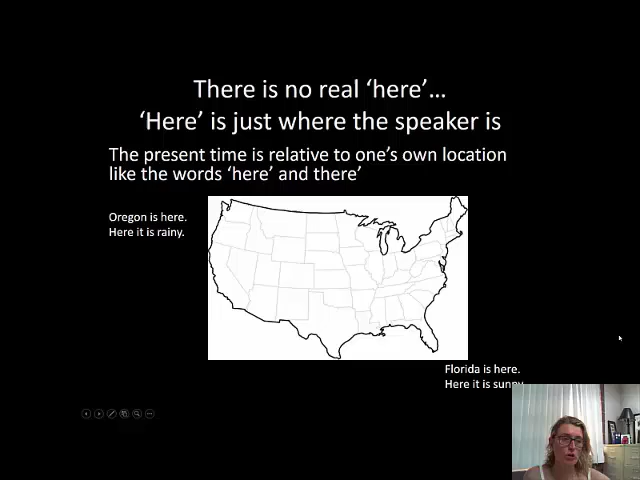 There is no real ‘here’…
‘Here’ is just where the speaker is
The present time is relative to one’s own location
like the words ‘here’ and there’
Oregon is here.
Here it is rainy.
Florida is here.
Here it is sunny.